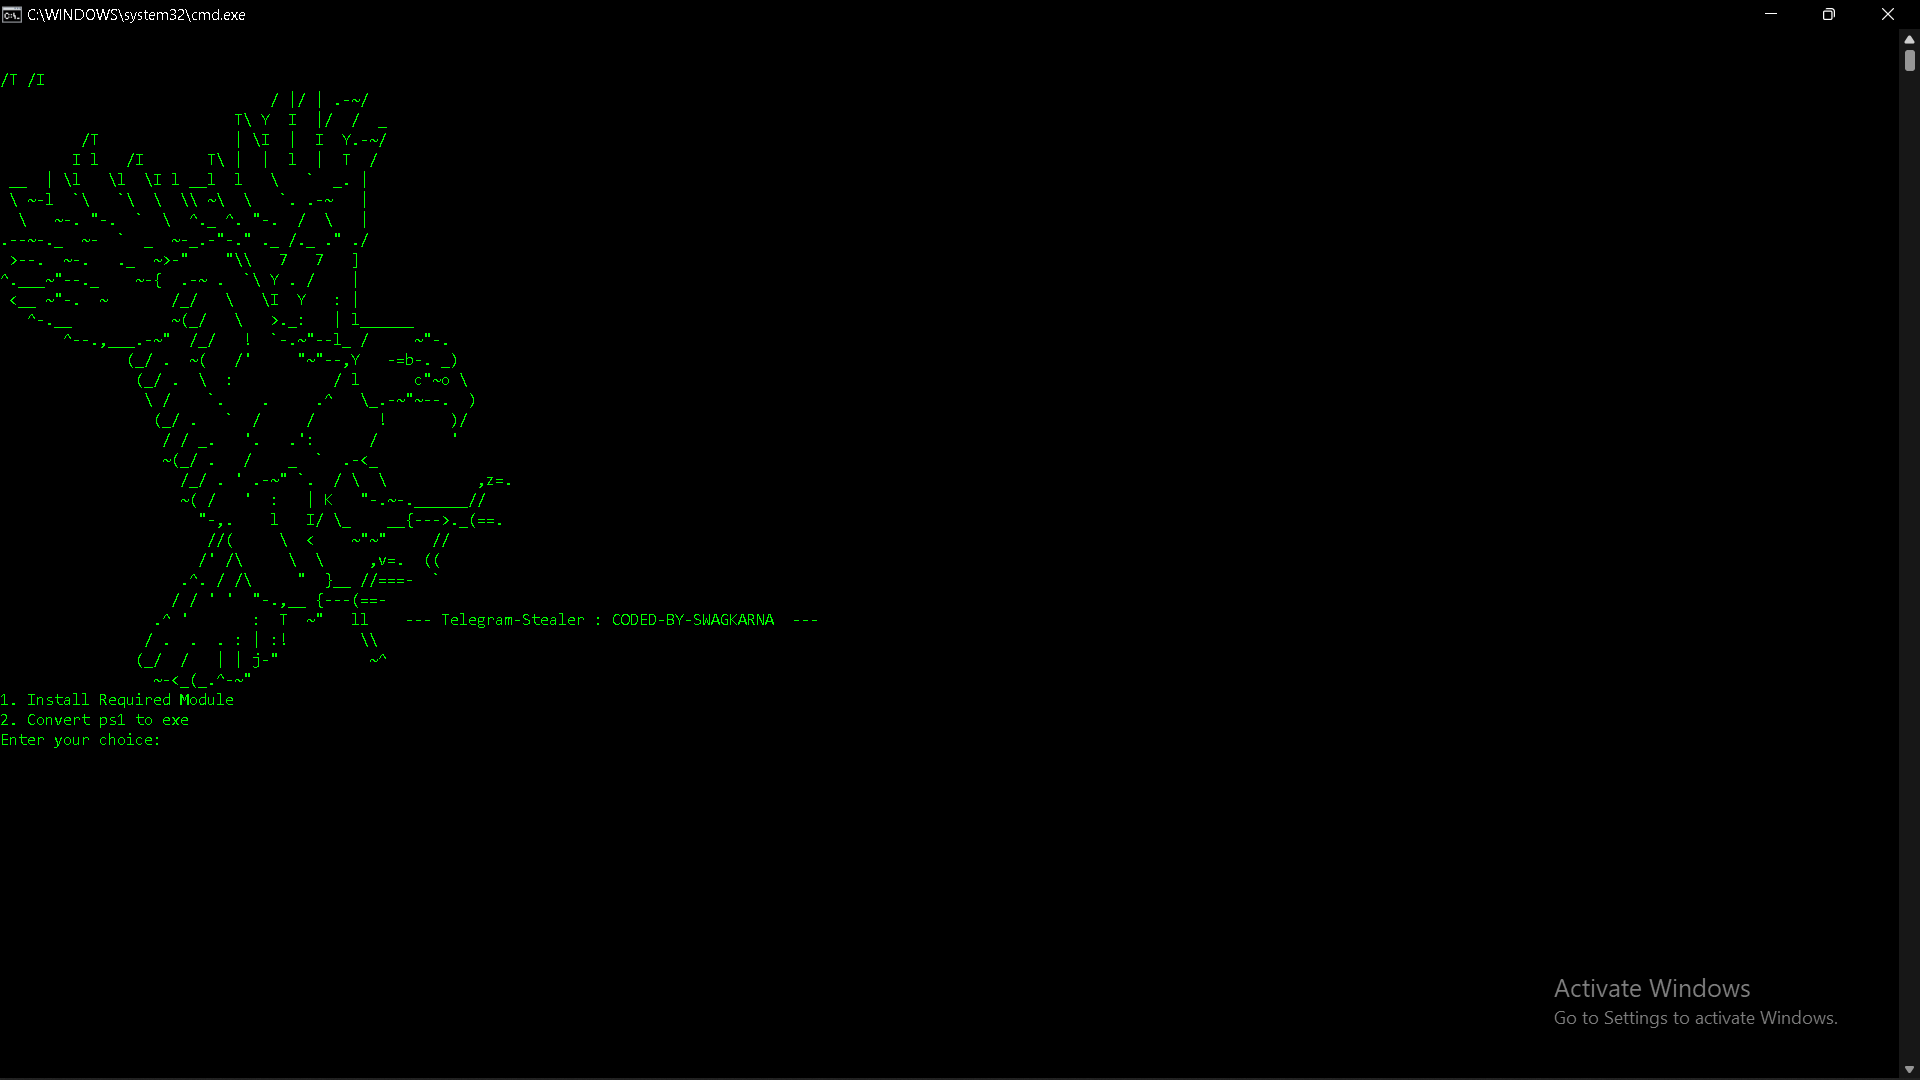 C:\WINDOWS\system32\cmd.exe
/T /I
--- Telegram-Stealer : CODED-BY-SWAGKARNA ---
1. Install Required Module
2. Convert ps1 to exe
Enter your choice:
Activate Windows
Go to Settings to activate Windows.